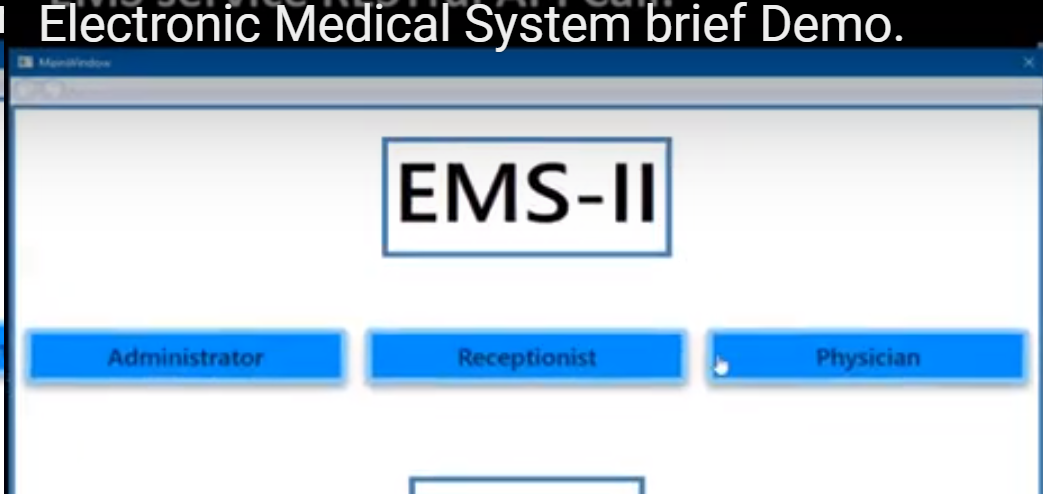 Electronic Medical System brief Demo.
MainWindow
EMS-II
Administrator
Receptionist
Physician